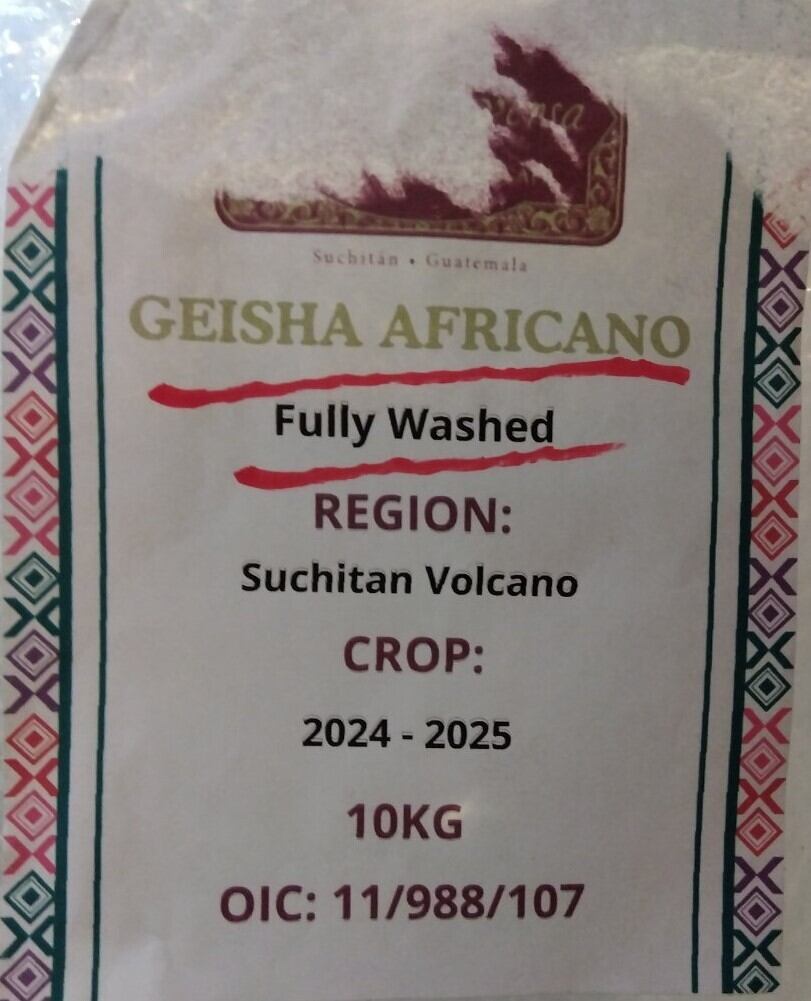 Suchitán • Guatemala
GEISHA AFRICANO
Fully Washed
REGION:
Suchitan Volcano
CROP:
2024 - 2025
10KG
OIC: 11/988/107